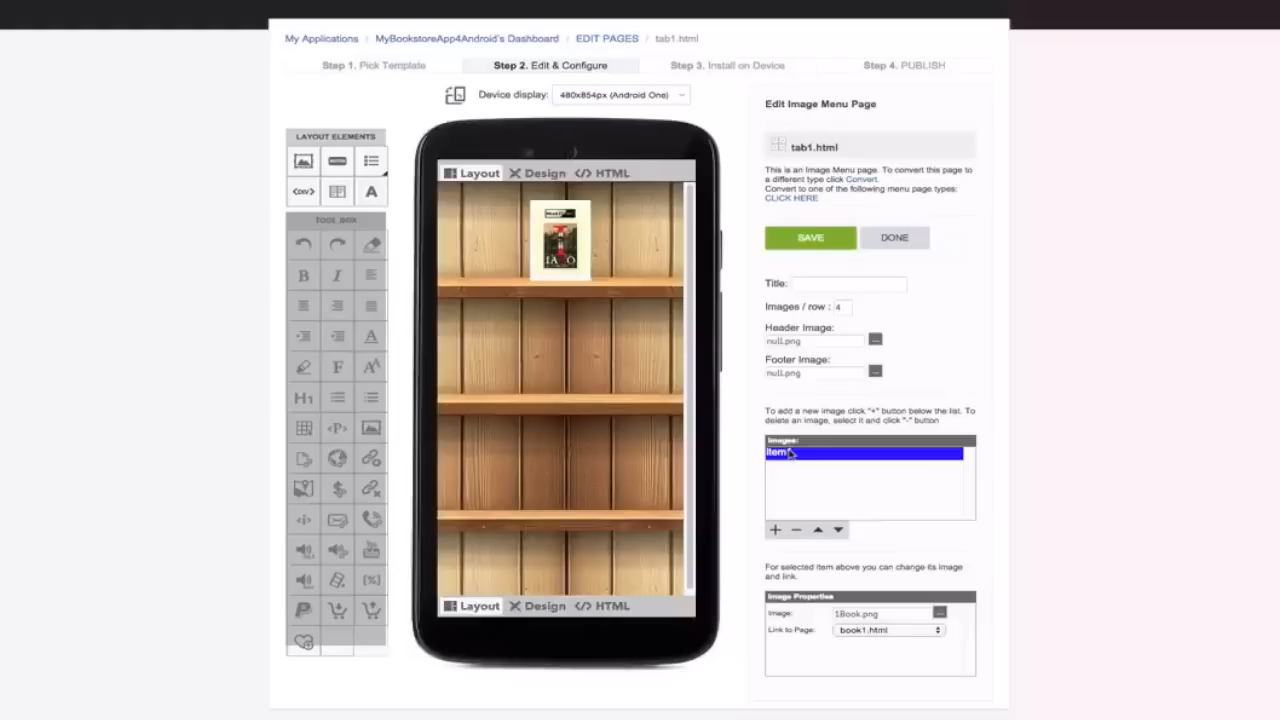 My Applications / MyBookstoreApp4Android's Dashboard / EDIT PAGES / tab1.html
Step 1. Pick Template
Step 2. Edit & Configure
Step 3. Install on Device
Step 4. PUBLISH
Device display: 480x854px (Android One)
LAYOUT ELEMENTS
<DIV>
A
TOOL BOX
B I
A
F AA
H1
<P>
$
<i>
[%]
Layout Design </> HTML
IAGO
Layout Design </> HTML
Edit Image Menu Page
tab1.html
This is an Image Menu page. To convert this page to
a different type click Convert.
Convert to one of the following menu page types:
CLICK HERE
SAVE DONE
Title:
Images / row : 4
Header Image:
null.png ...
Footer Image:
null.png ...
To add a new image click "+" button below the list. To
delete an image, select it and click "-" button
Images:
Item
+ -
For selected item above you can change its image
and link.
Image Properties
Image: 1Book.png ...
Link to Page: book1.html